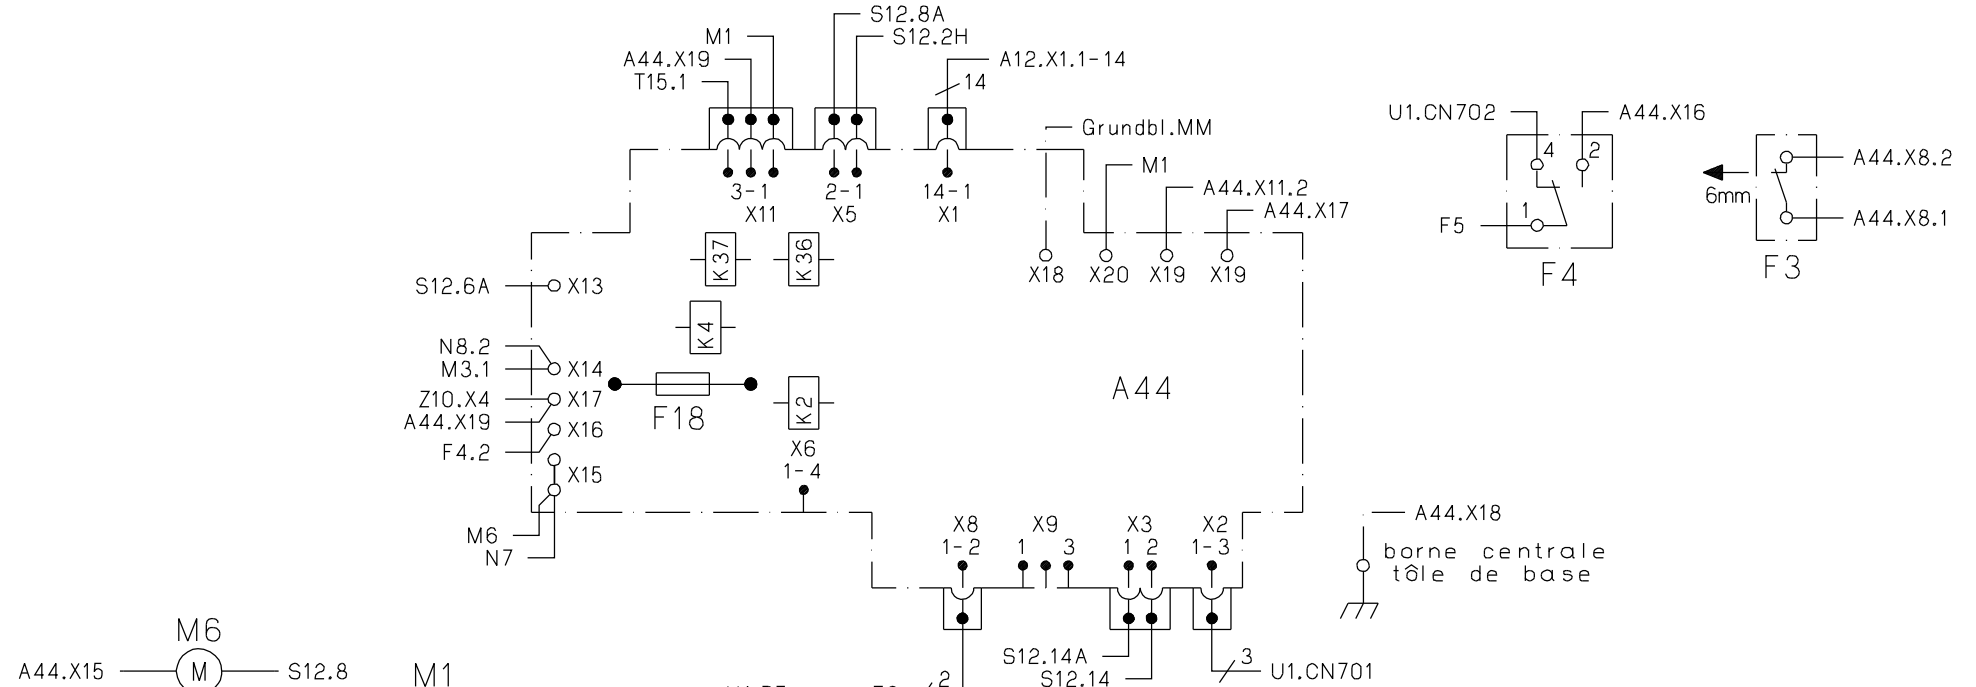 S12.8A
M1
S12.2H
A44.X19
A12.X1.1-14
T15.1
14
U1.CN702
A44.X16
Grundbl.MM
4
2
A44.X8.2
M1
3-1
2-1
14-1
A44.X11.2
6mm
X11
X5
X1
A44.X17
1
F5
A44.X8.1
K37
K36
X18
X20
X19
X19
F4
F3
S12.6A
X13
K4
N8.2
M3.1
X14
A44
Z10.X4
X17
K2
A44.X19
F18
X16
F4.2
X6
1-4
X15
A44.X18
M6
X8
X9
X3
X2
N7
1-2
1
3
1
2
1-3
borne centrale
tôle de base
M6
S12.14A
3
A44.X15
M
S12.8
M1
S12.14
U1.CN701
2